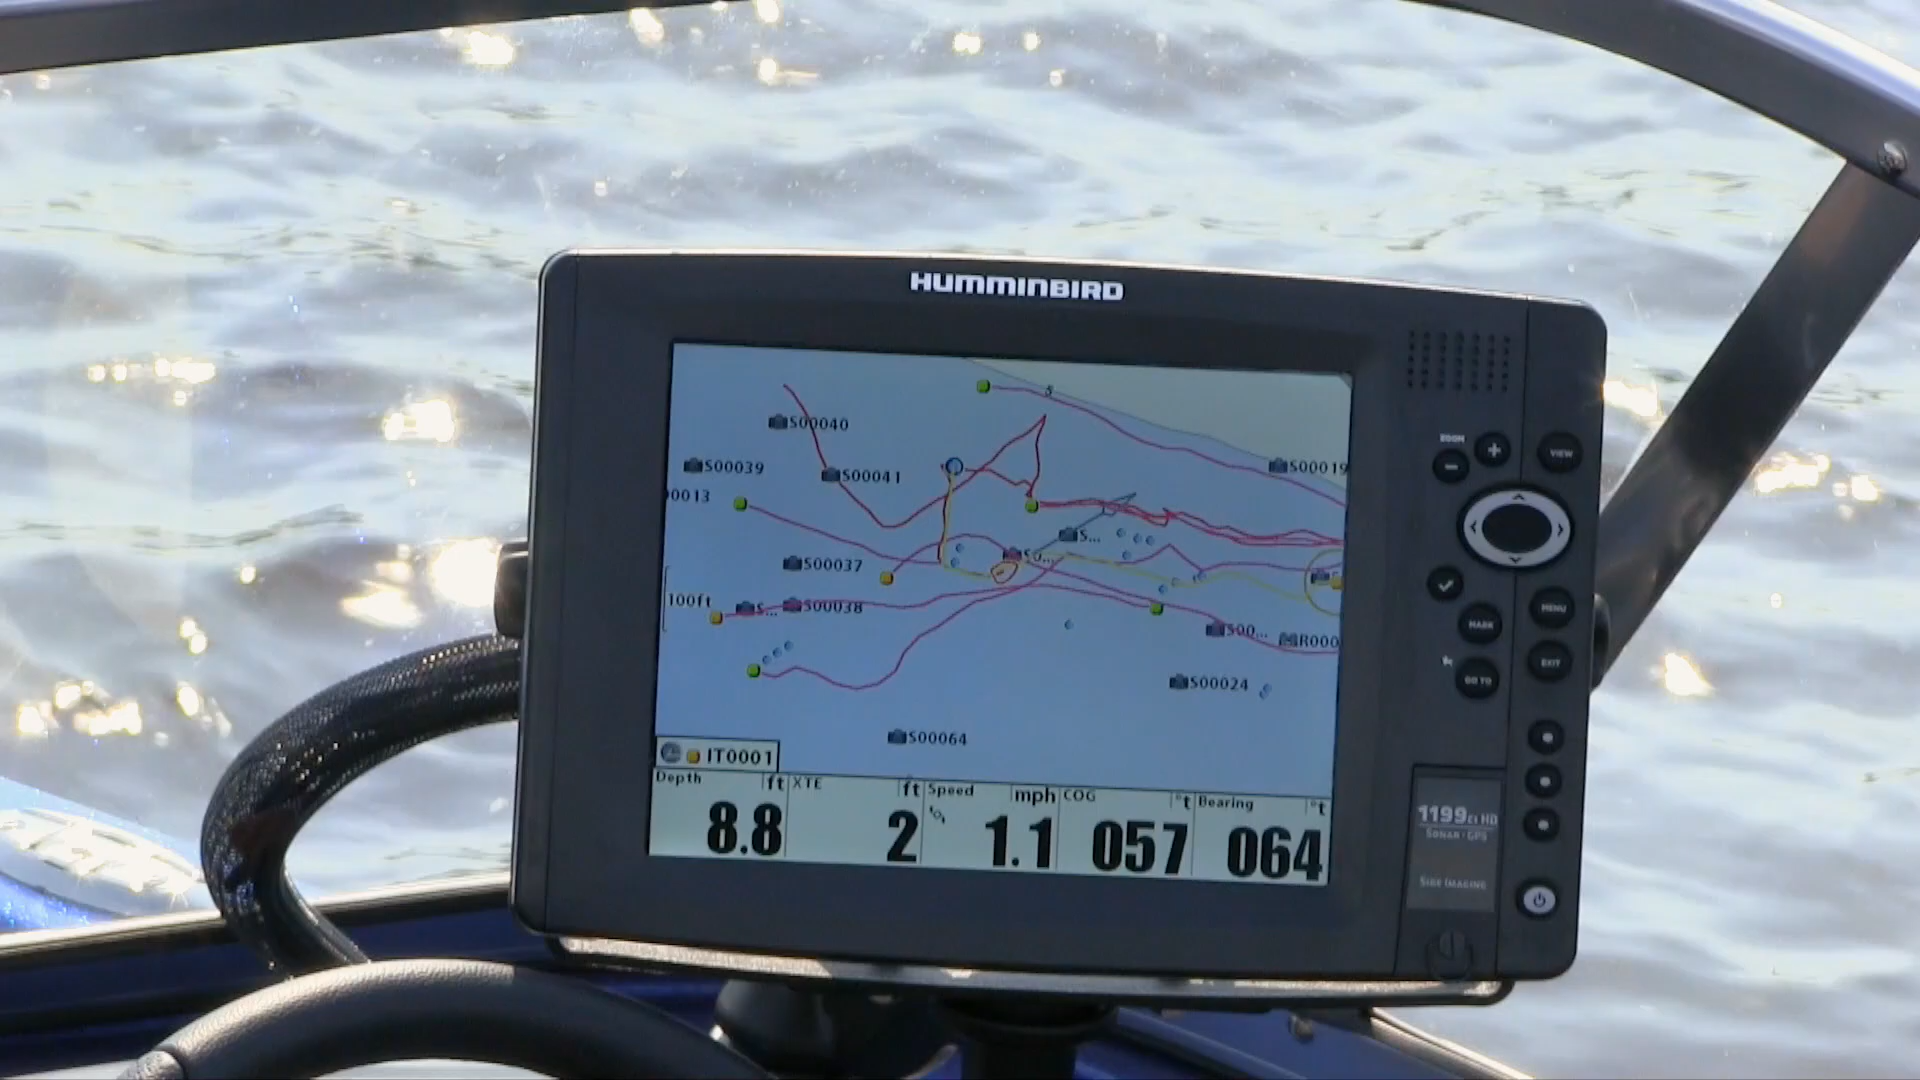 HUMMINBIRD
S00040
S00019
S00039
S00041
0013
S...
S0...
S00037
S
100ft
S...
S00038
S00...
R000
S00024
S00064
IT0001
Depth ft XTE ft Speed mph COG °t Bearing °t
8.8 2 1.1 057 064
ZOOM
VIEW
MARK
MENU
GO TO
EXIT
1199ci HD
SONAR·GPS
SIDE IMAGING